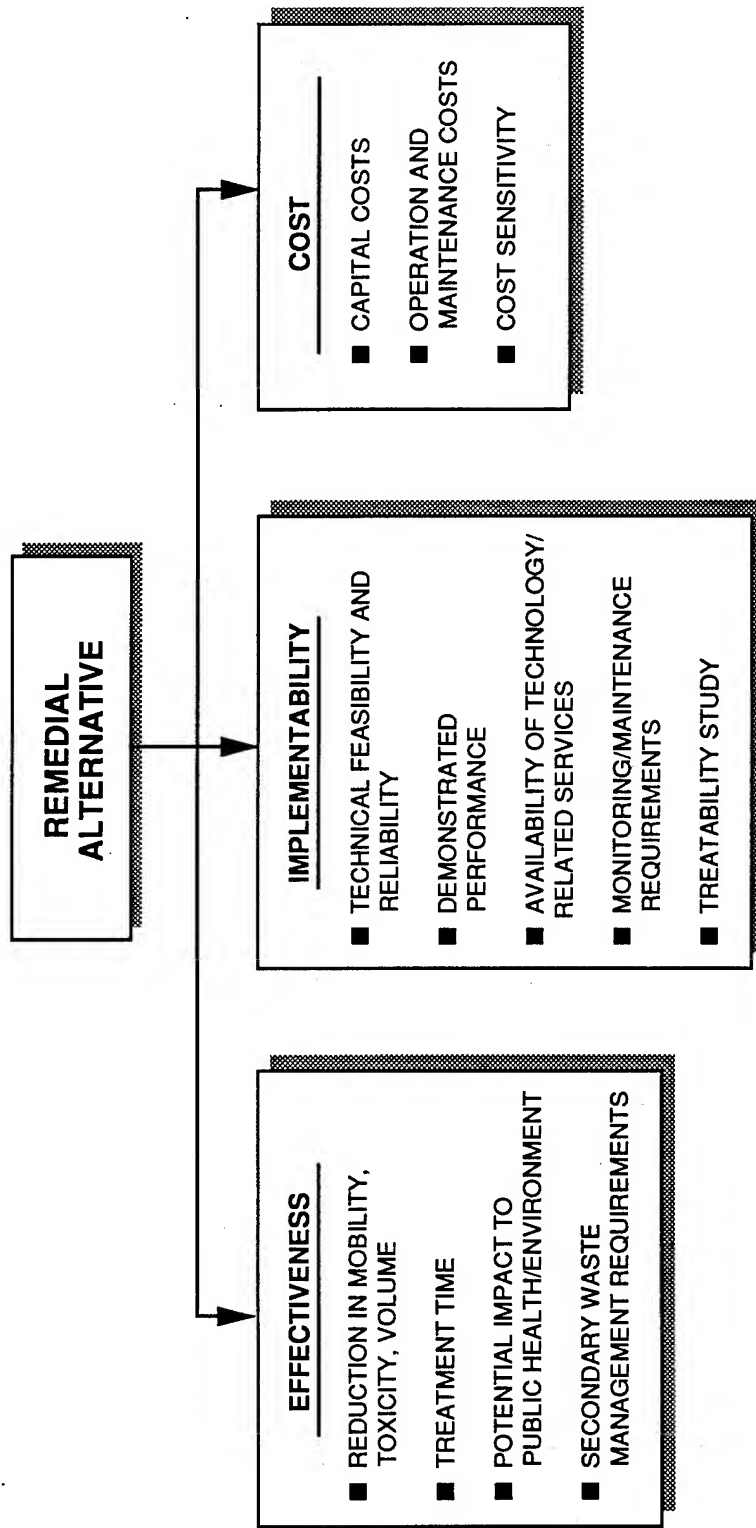 REMEDIAL
ALTERNATIVE
EFFECTIVENESS
■ REDUCTION IN MOBILITY,
TOXICITY, VOLUME
■ TREATMENT TIME
■ POTENTIAL IMPACT TO
PUBLIC HEALTH/ENVIRONMENT
■ SECONDARY WASTE
MANAGEMENT REQUIREMENTS
IMPLEMENTABILITY
■ TECHNICAL FEASIBILITY AND
RELIABILITY
■ DEMONSTRATED
PERFORMANCE
■ AVAILABILITY OF TECHNOLOGY/
RELATED SERVICES
■ MONITORING/MAINTENANCE
REQUIREMENTS
■ TREATABILITY STUDY
COST
■ CAPITAL COSTS
■ OPERATION AND
MAINTENANCE COSTS
■ COST SENSITIVITY